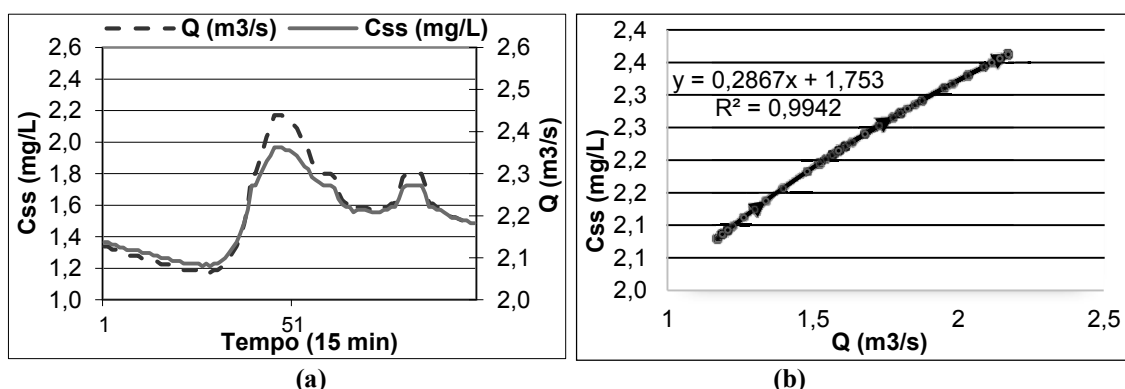 Q (m3/s) Css (mg/L)
2,6
2,4
2,2
2,0
1,8
1,6
1,4
1,2
1,0
Css (mg/L)
2,6
2,5
2,4
2,3
2,2
2,1
2,0
Q (m3/s)
1 51
Tempo (15 min)
(a)
2,4
2,4
2,3
2,3
2,2
2,2
2,1
2,1
2,0
Css (mg/L)
y = 0,2867x + 1,753
R² = 0,9942
1 1,5 2 2,5
Q (m3/s)
(b)